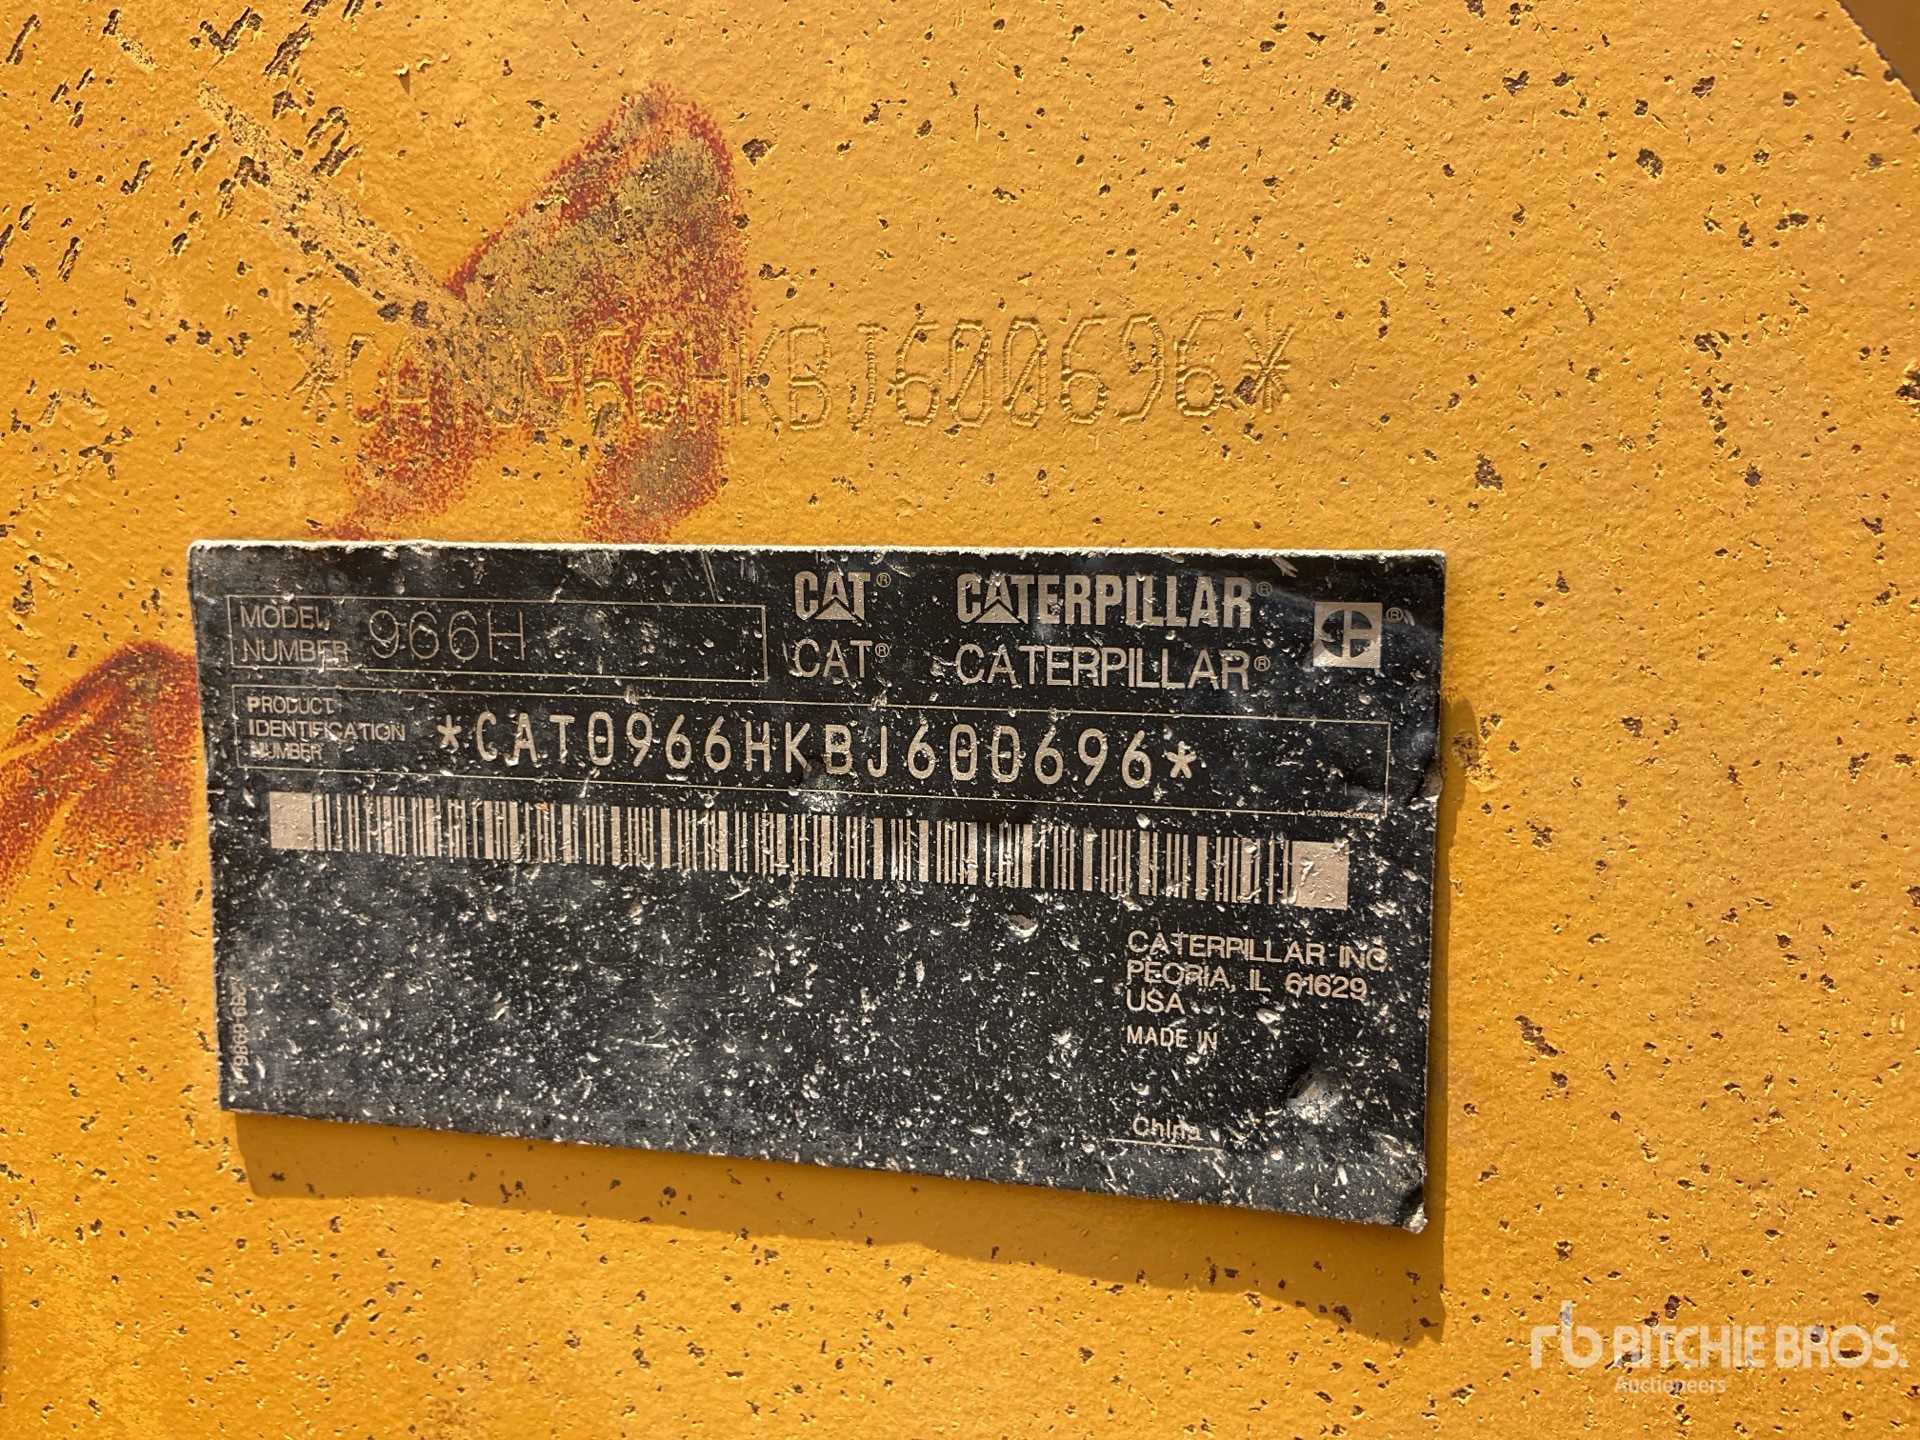 *CAT0966HKBJ600696*
MODEL
NUMBER 966H
CAT® CATERPILLAR®
CAT® CATERPILLAR®
PRODUCT
IDENTIFICATION
NUMBER
*CAT0966HKBJ600696*
CATERPILLAR INC.
PEORIA, IL 61629
USA
MADE IN
China
rb RITCHIE BROS.
Auctioneers